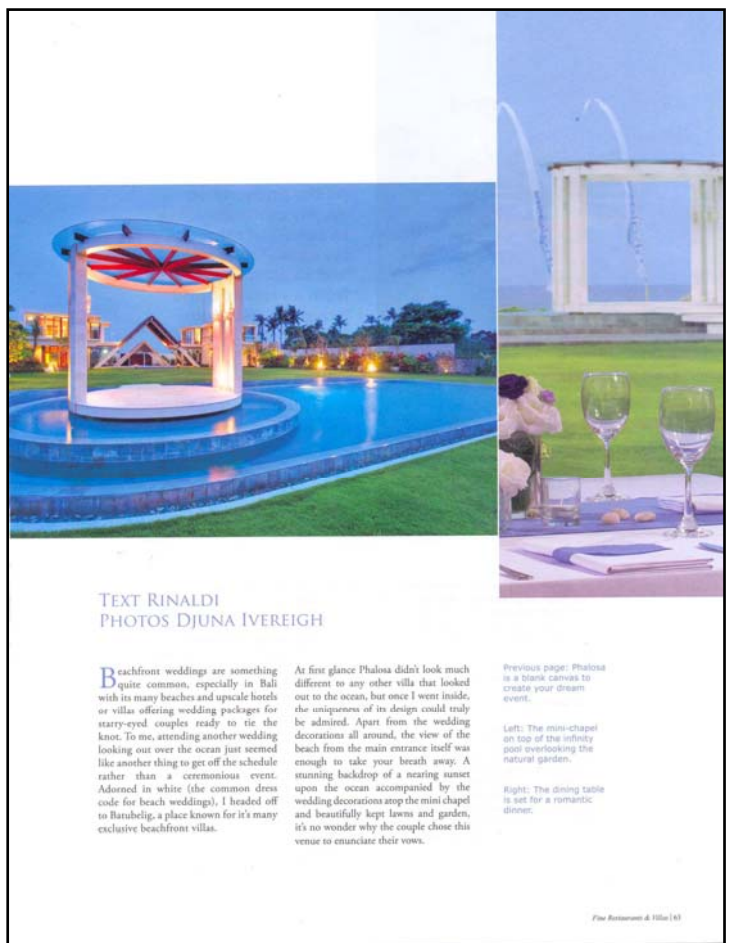 TEXT RINALDI
PHOTOS DJUNA IVEREIGH
Beachfront weddings are something
quite common, especially in Bali
with its many beaches and upscale hotels
or villas offering wedding packages for
starry-eyed couples ready to tie the
knot. To me, attending another wedding
looking out over the ocean just seemed
like another thing to get off the schedule
rather than a ceremonious event.
Adorned in white (the common dress
code for beach weddings), I headed off
to Batubelig, a place known for it's many
exclusive beachfront villas.
At first glance Phalosa didn't look much
different to any other villa that looked
out to the ocean, but once I went inside,
the uniqueness of its design could truly
be admired. Apart from the wedding
decorations all around, the view of the
beach from the main entrance itself was
enough to take your breath away. A
stunning backdrop of a nearing sunset
upon the ocean accompanied by the
wedding decorations atop the mini chapel
and beautifully kept lawns and garden,
it's no wonder why the couple chose this
venue to enunciate their vows.
Previous page: Phalosa
is a blank canvas to
create your dream
event.
Left: The mini-chapel
on top of the infinity
pool overlooking the
natural garden.
Right: The dining table
is set for a romantic
dinner.
Fine Restaurants & Villas | 63